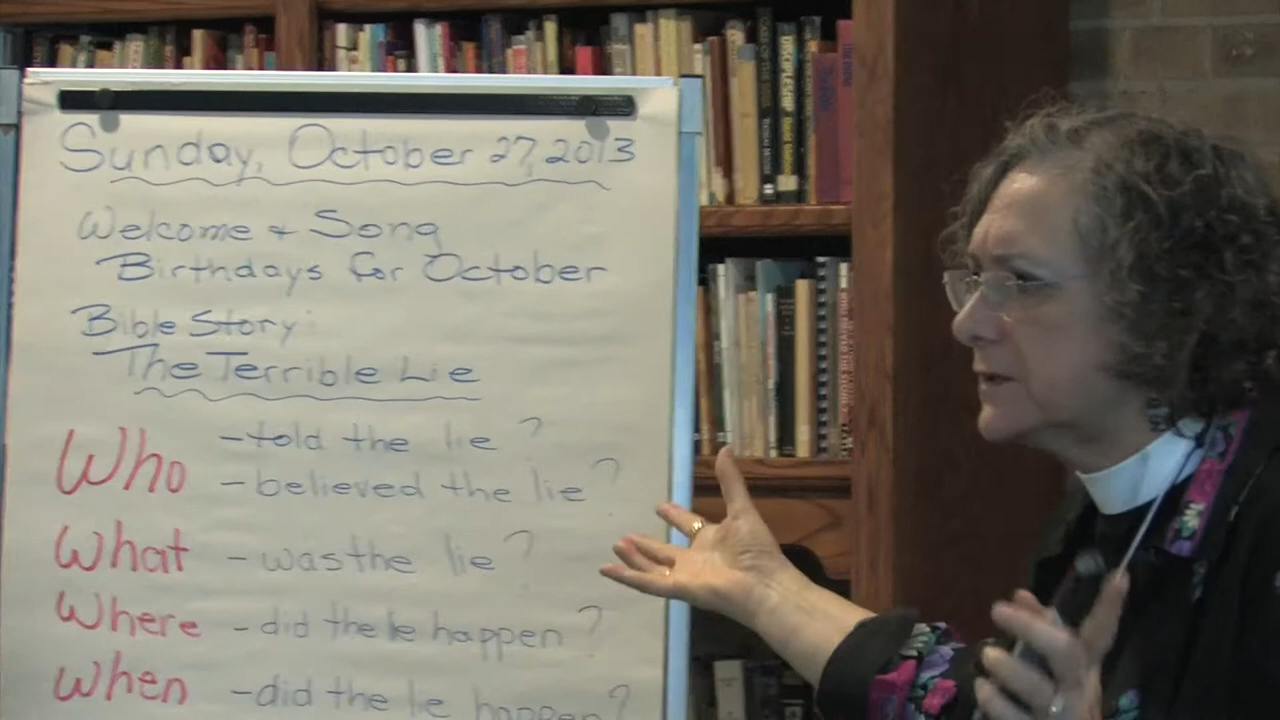 Sunday, October 27, 2013
Welcome + Song
Birthdays for October
Bible Story:
The Terrible Lie
Who - told the lie?
- believed the lie?
What - was the lie?
Where - did the lie happen?
When - did the lie happen?
DISCIPLESHIP